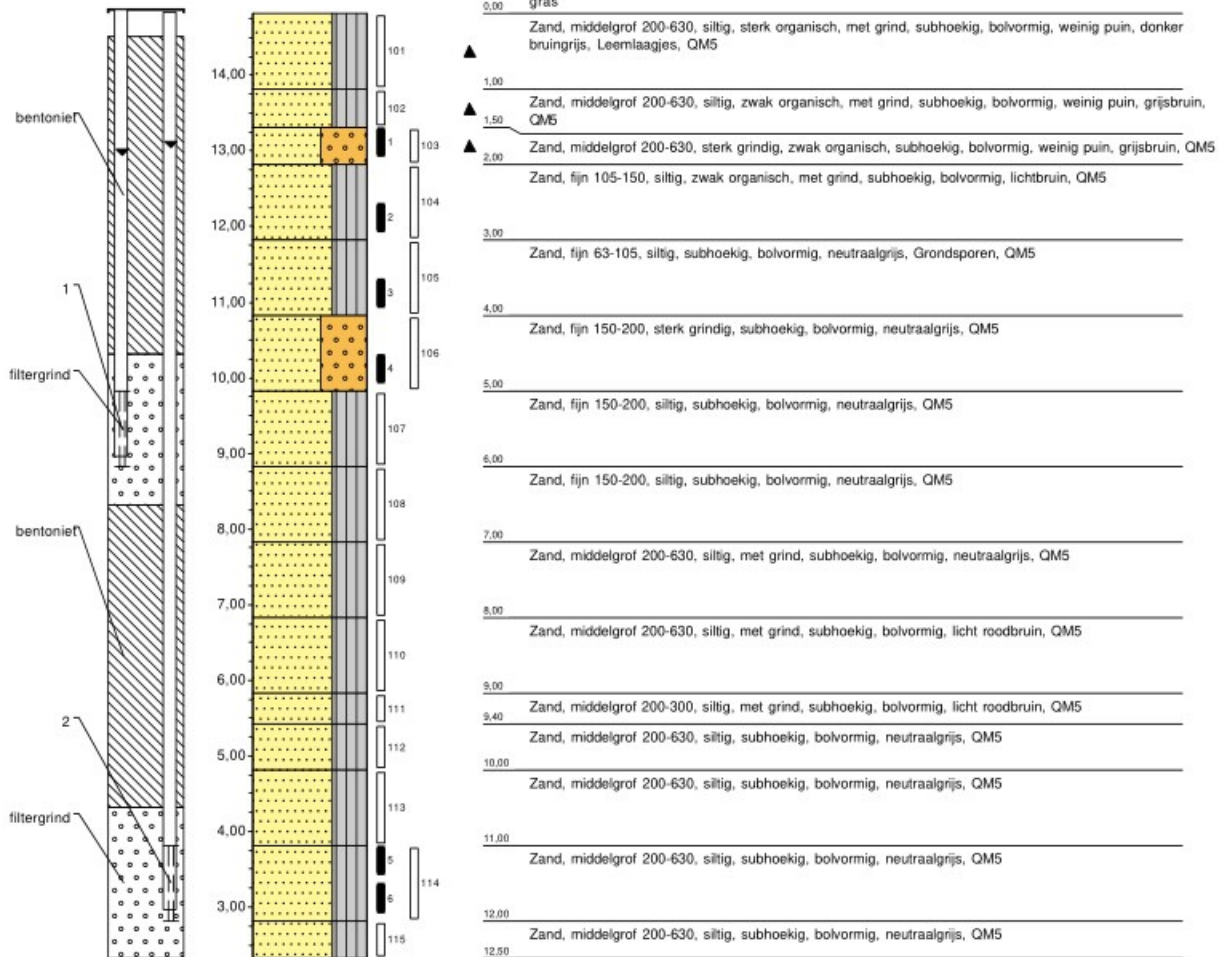 gras
0,00
Zand, middelgrof 200-630, siltig, sterk organisch, met grind, subhoekig, bolvormig, weinig puin, donker
bruingrijs, Leemlaagjes, QM5
101
14,00
1,00
102
Zand, middelgrof 200-630, siltig, zwak organisch, met grind, subhoekig, bolvormig, weinig puin, grijsbruin,
QM5
bentoniet
1,50
1
103
13,00
Zand, middelgrof 200-630, sterk grindig, zwak organisch, subhoekig, bolvormig, weinig puin, grijsbruin, QM5
2,00
Zand, fijn 105-150, siltig, zwak organisch, met grind, subhoekig, bolvormig, lichtbruin, QM5
104
2
12,00
3,00
Zand, fijn 63-105, siltig, subhoekig, bolvormig, neutraalgrijs, Grondsporen, QM5
105
1
3
11,00
4,00
Zand, fijn 150-200, sterk grindig, subhoekig, bolvormig, neutraalgrijs, QM5
106
filtergrind
4
10,00
5,00
Zand, fijn 150-200, siltig, subhoekig, bolvormig, neutraalgrijs, QM5
107
9,00
6,00
Zand, fijn 150-200, siltig, subhoekig, bolvormig, neutraalgrijs, QM5
108
bentoniet
8,00
7,00
Zand, middelgrof 200-630, siltig, met grind, subhoekig, bolvormig, neutraalgrijs, QM5
109
7,00
8,00
Zand, middelgrof 200-630, siltig, met grind, subhoekig, bolvormig, licht roodbruin, QM5
110
6,00
9,00
Zand, middelgrof 200-300, siltig, met grind, subhoekig, bolvormig, licht roodbruin, QM5
111
2
9,40
Zand, middelgrof 200-630, siltig, subhoekig, bolvormig, neutraalgrijs, QM5
112
5,00
10,00
Zand, middelgrof 200-630, siltig, subhoekig, bolvormig, neutraalgrijs, QM5
113
filtergrind
4,00
11,00
Zand, middelgrof 200-630, siltig, subhoekig, bolvormig, neutraalgrijs, QM5
5
114
6
3,00
12,00
Zand, middelgrof 200-630, siltig, subhoekig, bolvormig, neutraalgrijs, QM5
115
12,50